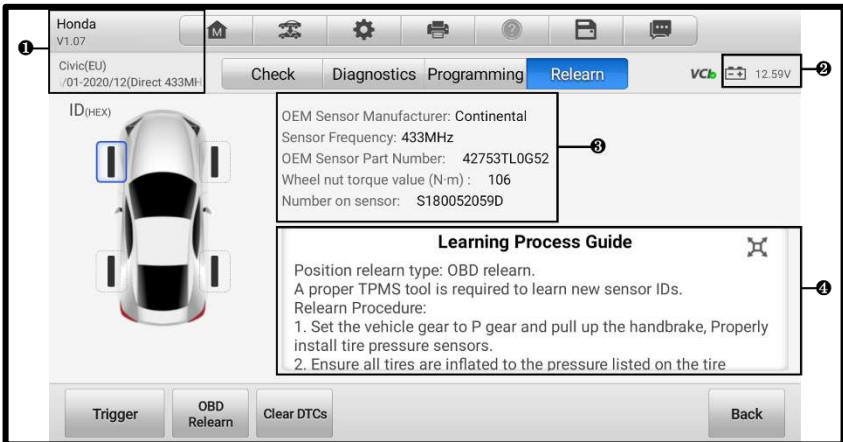 Honda
V1.07
M
❶
Civic(EU)
/01-2020/12(Direct 433MH
Check
Diagnostics
Programming
Relearn
VCI
12.59V
❷
ID(HEX)
OEM Sensor Manufacturer: Continental
Sensor Frequency: 433MHz
OEM Sensor Part Number: 42753TL0G52
Wheel nut torque value (N·m) : 106
Number on sensor: S180052059D
❸
Learning Process Guide
Position relearn type: OBD relearn.
A proper TPMS tool is required to learn new sensor IDs.
Relearn Procedure:
1. Set the vehicle gear to P gear and pull up the handbrake, Properly
install tire pressure sensors.
2. Ensure all tires are inflated to the pressure listed on the tire
❹
Trigger
OBD
Relearn
Clear DTCs
Back